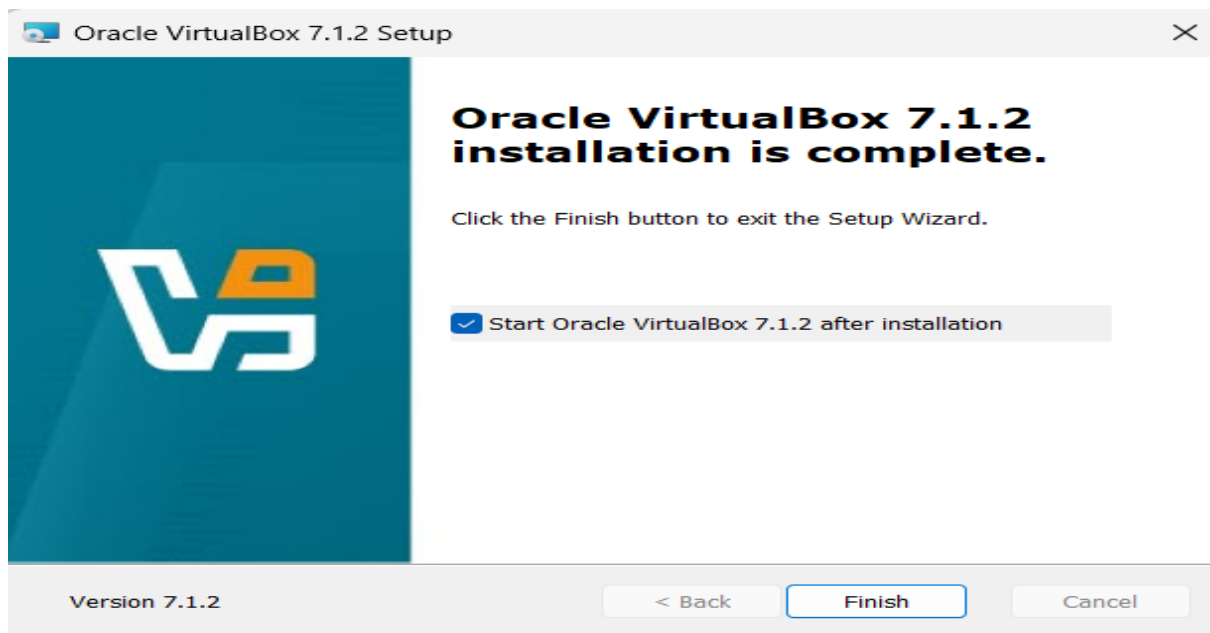 Oracle VirtualBox 7.1.2 Setup
Oracle VirtualBox 7.1.2
installation is complete.
Click the Finish button to exit the Setup Wizard.
Start Oracle VirtualBox 7.1.2 after installation
Version 7.1.2
< Back
Finish
Cancel